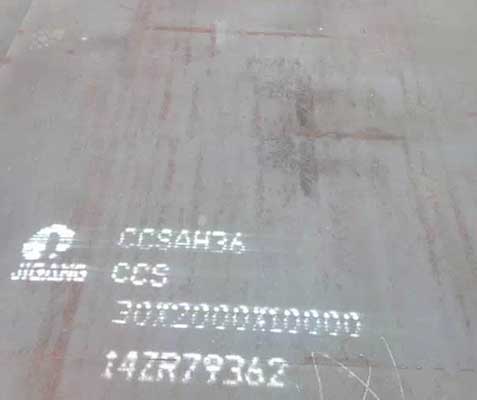 CCSAH36
JIGANG CCS
30X2000X10000
14ZR79362